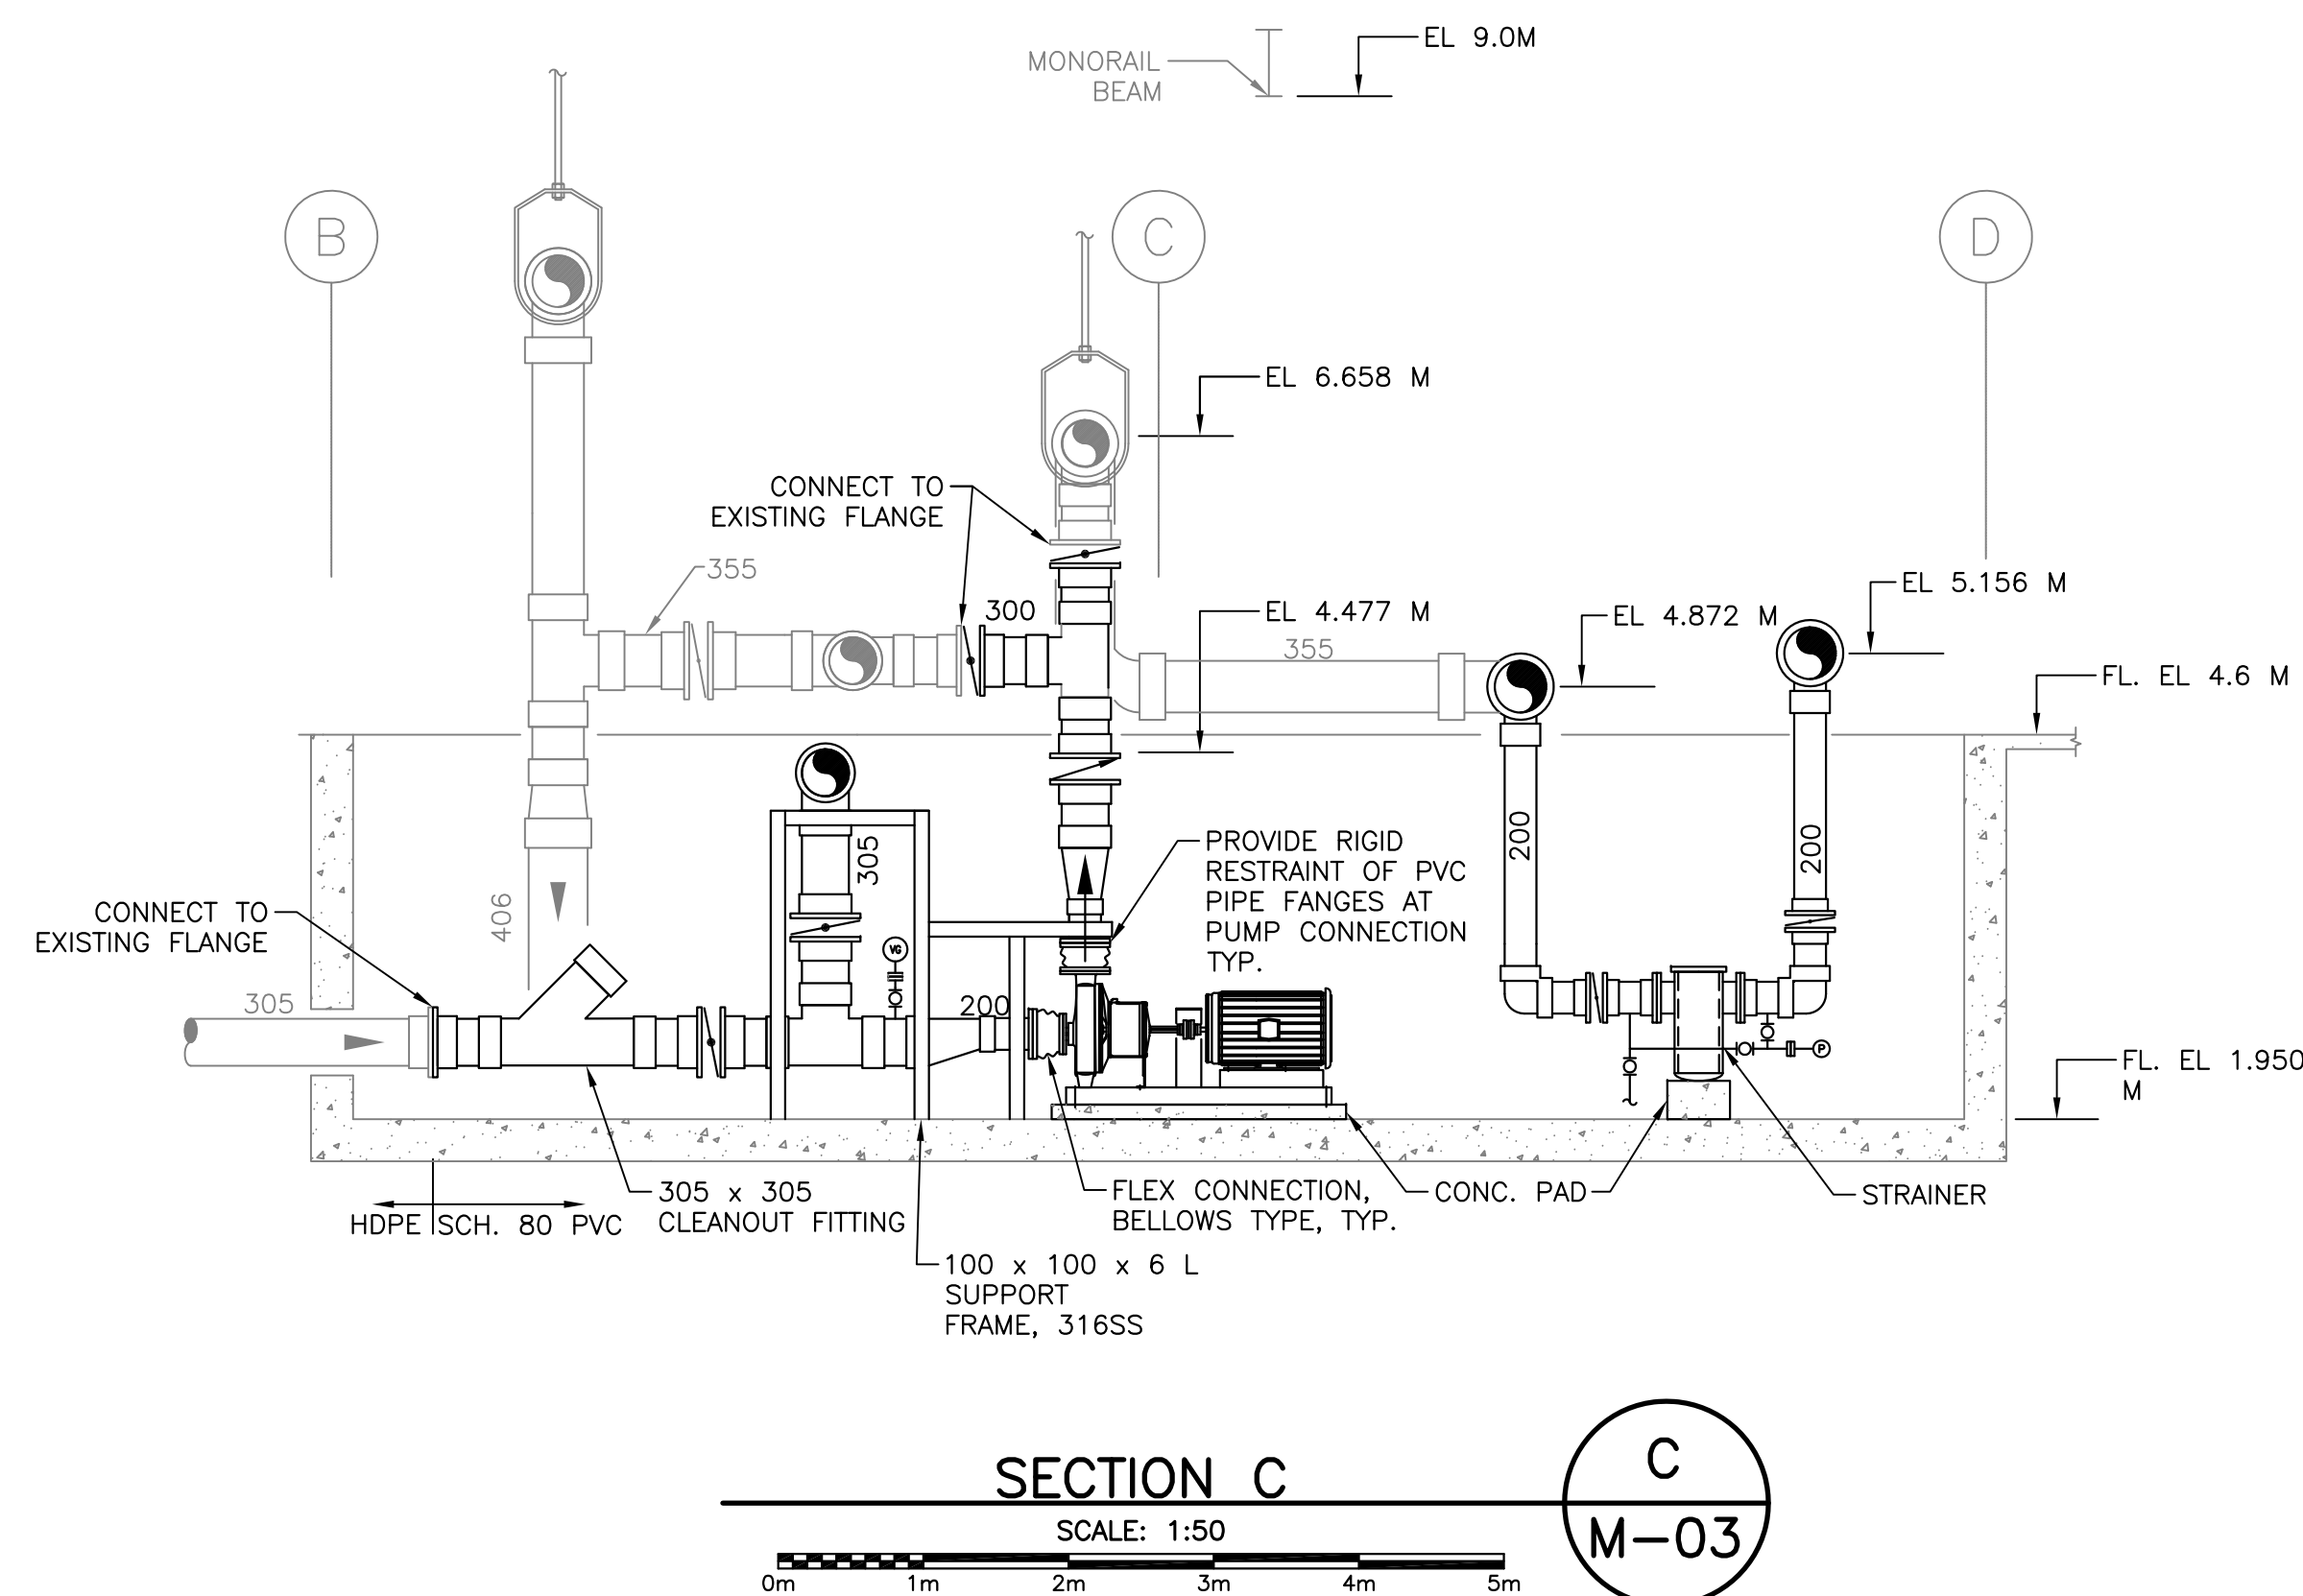 EL 9.0M
MONORAIL
BEAM
B
C
D
EL 6.658 M
CONNECT TO
EXISTING FLANGE
355
300
EL 4.477 M
355
EL 4.872 M
EL 5.156 M
FL. EL 4.6 M
305
200
200
PROVIDE RIGID
RESTRAINT OF PVC
PIPE FANGES AT
PUMP CONNECTION
TYP.
406
CONNECT TO
EXISTING FLANGE
VG
305
200
P
FL. EL 1.950
M
HDPE
SCH. 80 PVC
305 x 305
CLEANOUT FITTING
FLEX CONNECTION,
BELLOWS TYPE, TYP.
CONC. PAD
STRAINER
100 x 100 x 6 L
SUPPORT
FRAME, 316SS
SECTION C
SCALE: 1:50
0m 1m 2m 3m 4m 5m
C
M-03